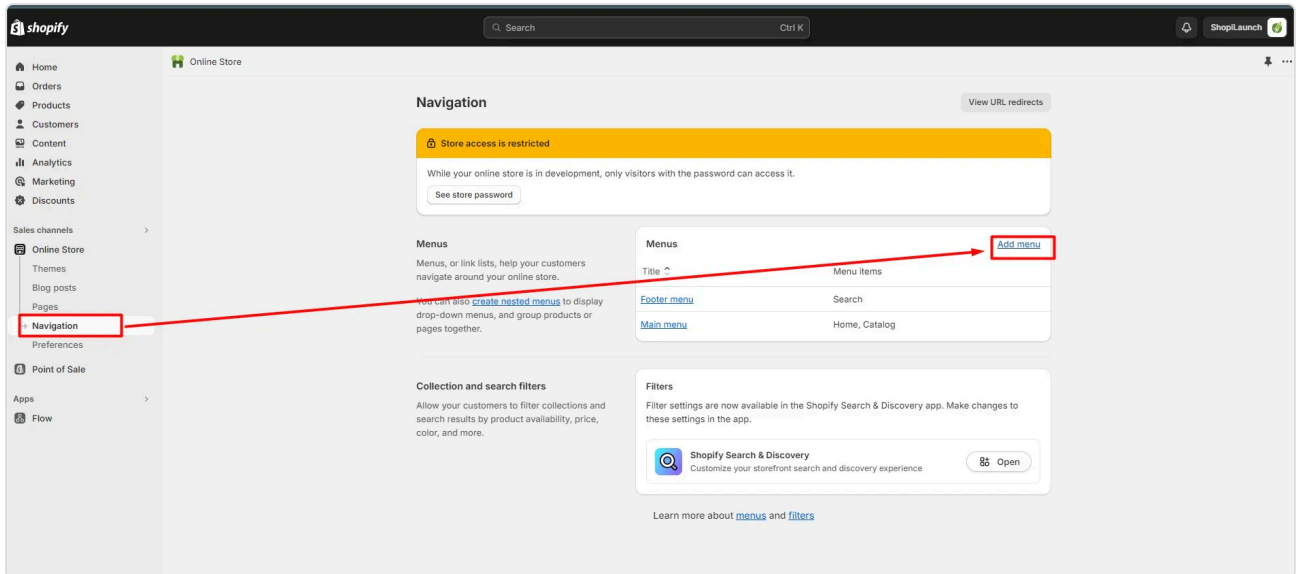 shopify
Search
Ctrl K
ShopiLaunch
Home
Orders
Products
Customers
Content
Analytics
Marketing
Discounts
Sales channels
Online Store
Themes
Blog posts
Pages
Navigation
Preferences
Point of Sale
Apps
Flow
Online Store
Navigation
View URL redirects
Store access is restricted
While your online store is in development, only visitors with the password can access it.
See store password
Menus
Menus, or link lists, help your customers
navigate around your online store.
You can also create nested menus to display
drop-down menus, and group products or
pages together.
Menus
Add menu
Title
Menu items
Footer menu
Search
Main menu
Home, Catalog
Collection and search filters
Allow your customers to filter collections and
search results by product availability, price,
color, and more.
Filters
Filter settings are now available in the Shopify Search & Discovery app. Make changes to
these settings in the app.
Shopify Search & Discovery
Customize your storefront search and discovery experience
Open
Learn more about menus and filters